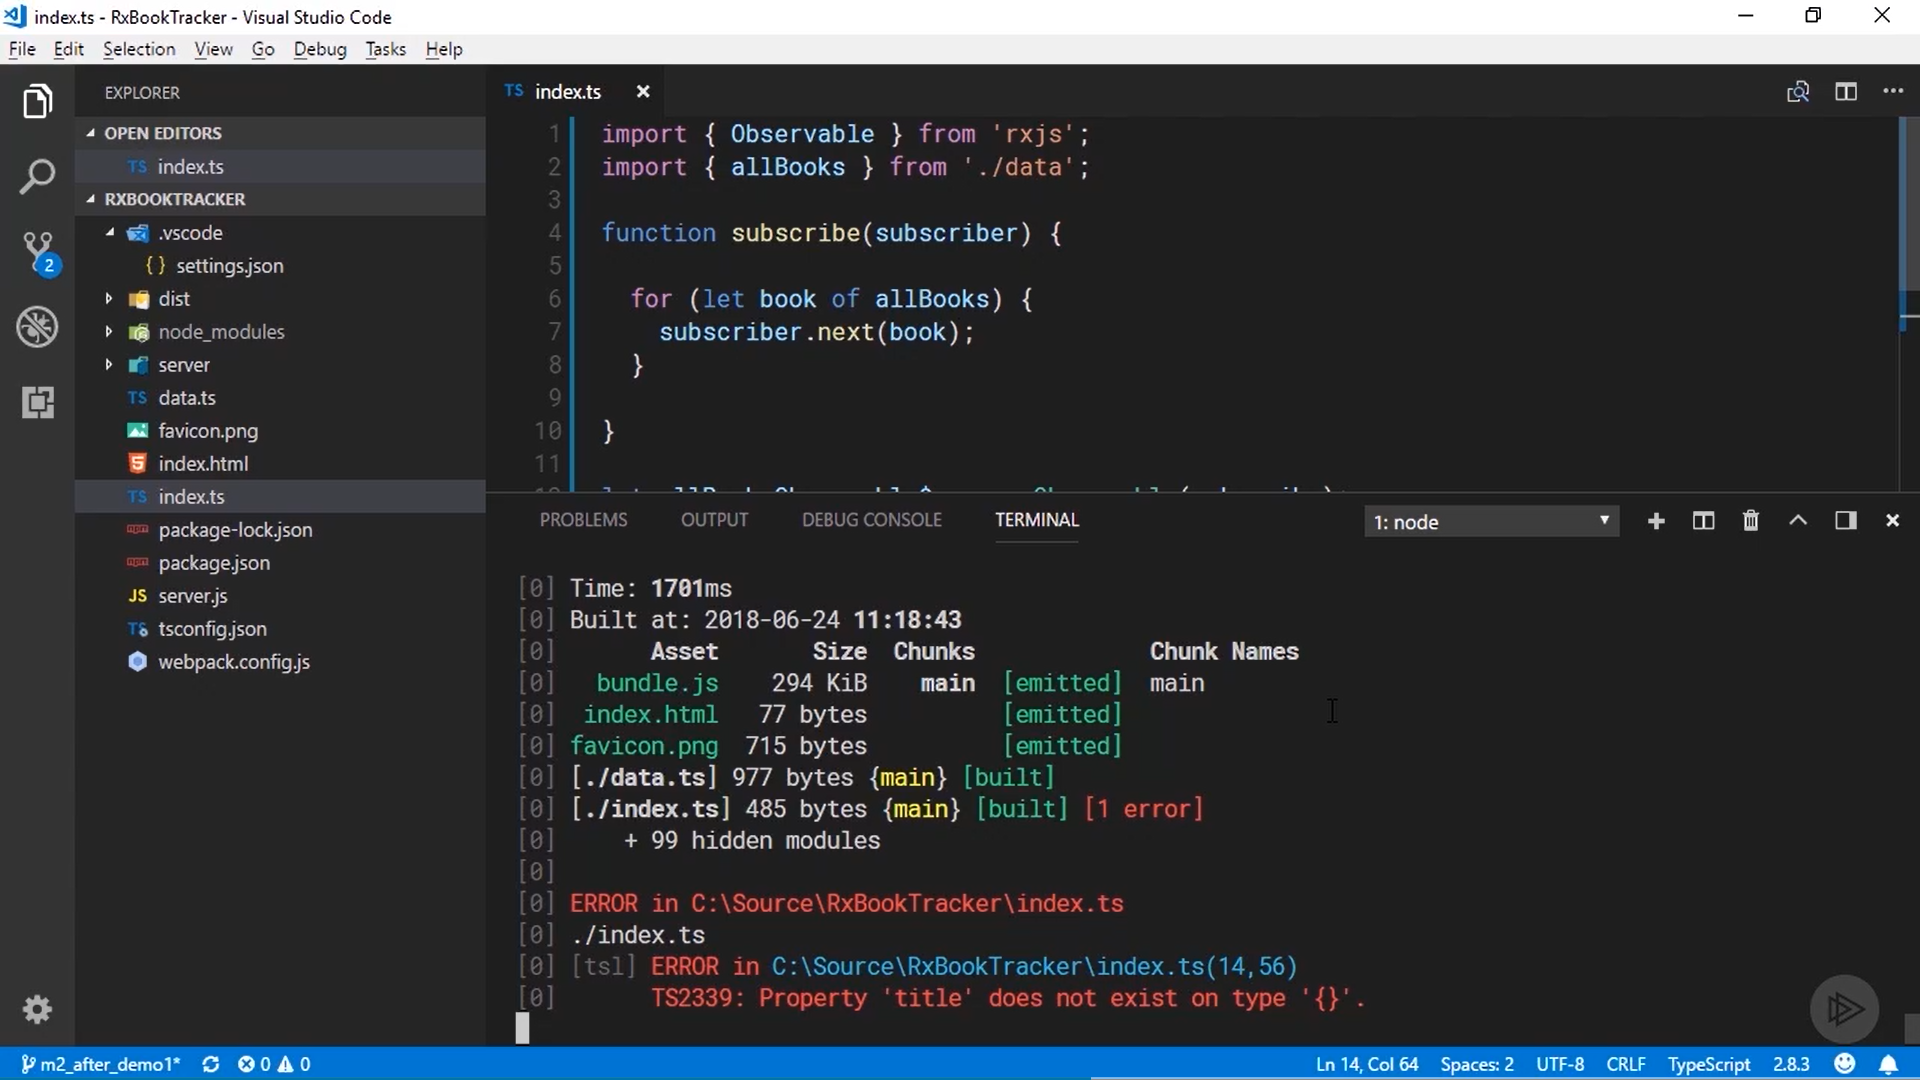 index.ts - RxBookTracker - Visual Studio Code
File Edit Selection View Go Debug Tasks Help
EXPLORER
OPEN EDITORS
TS index.ts
RXBOOKTRACKER
.vscode
{ } settings.json
dist
node_modules
server
TS data.ts
favicon.png
index.html
TS index.ts
package-lock.json
package.json
JS server.js
TS tsconfig.json
webpack.config.js
2
TS index.ts
1 import { Observable } from 'rxjs';
2 import { allBooks } from './data';
3
4 function subscribe(subscriber) {
5
6 for (let book of allBooks) {
7 subscriber.next(book);
8 }
9
10 }
11
PROBLEMS OUTPUT DEBUG CONSOLE TERMINAL 1: node
[0] Time: 1701ms
[0] Built at: 2018-06-24 11:18:43
[0] Asset Size Chunks Chunk Names
[0] bundle.js 294 KiB main [emitted] main
[0] index.html 77 bytes [emitted]
[0] favicon.png 715 bytes [emitted]
[0] [./data.ts] 977 bytes {main} [built]
[0] [./index.ts] 485 bytes {main} [built] [1 error]
[0] + 99 hidden modules
[0]
[0] ERROR in C:\Source\RxBookTracker\index.ts
[0] ./index.ts
[0] [tsl] ERROR in C:\Source\RxBookTracker\index.ts(14,56)
[0] TS2339: Property 'title' does not exist on type '{}'.
m2_after_demo1* 0 0 Ln 14, Col 64 Spaces: 2 UTF-8 CRLF TypeScript 2.8.3